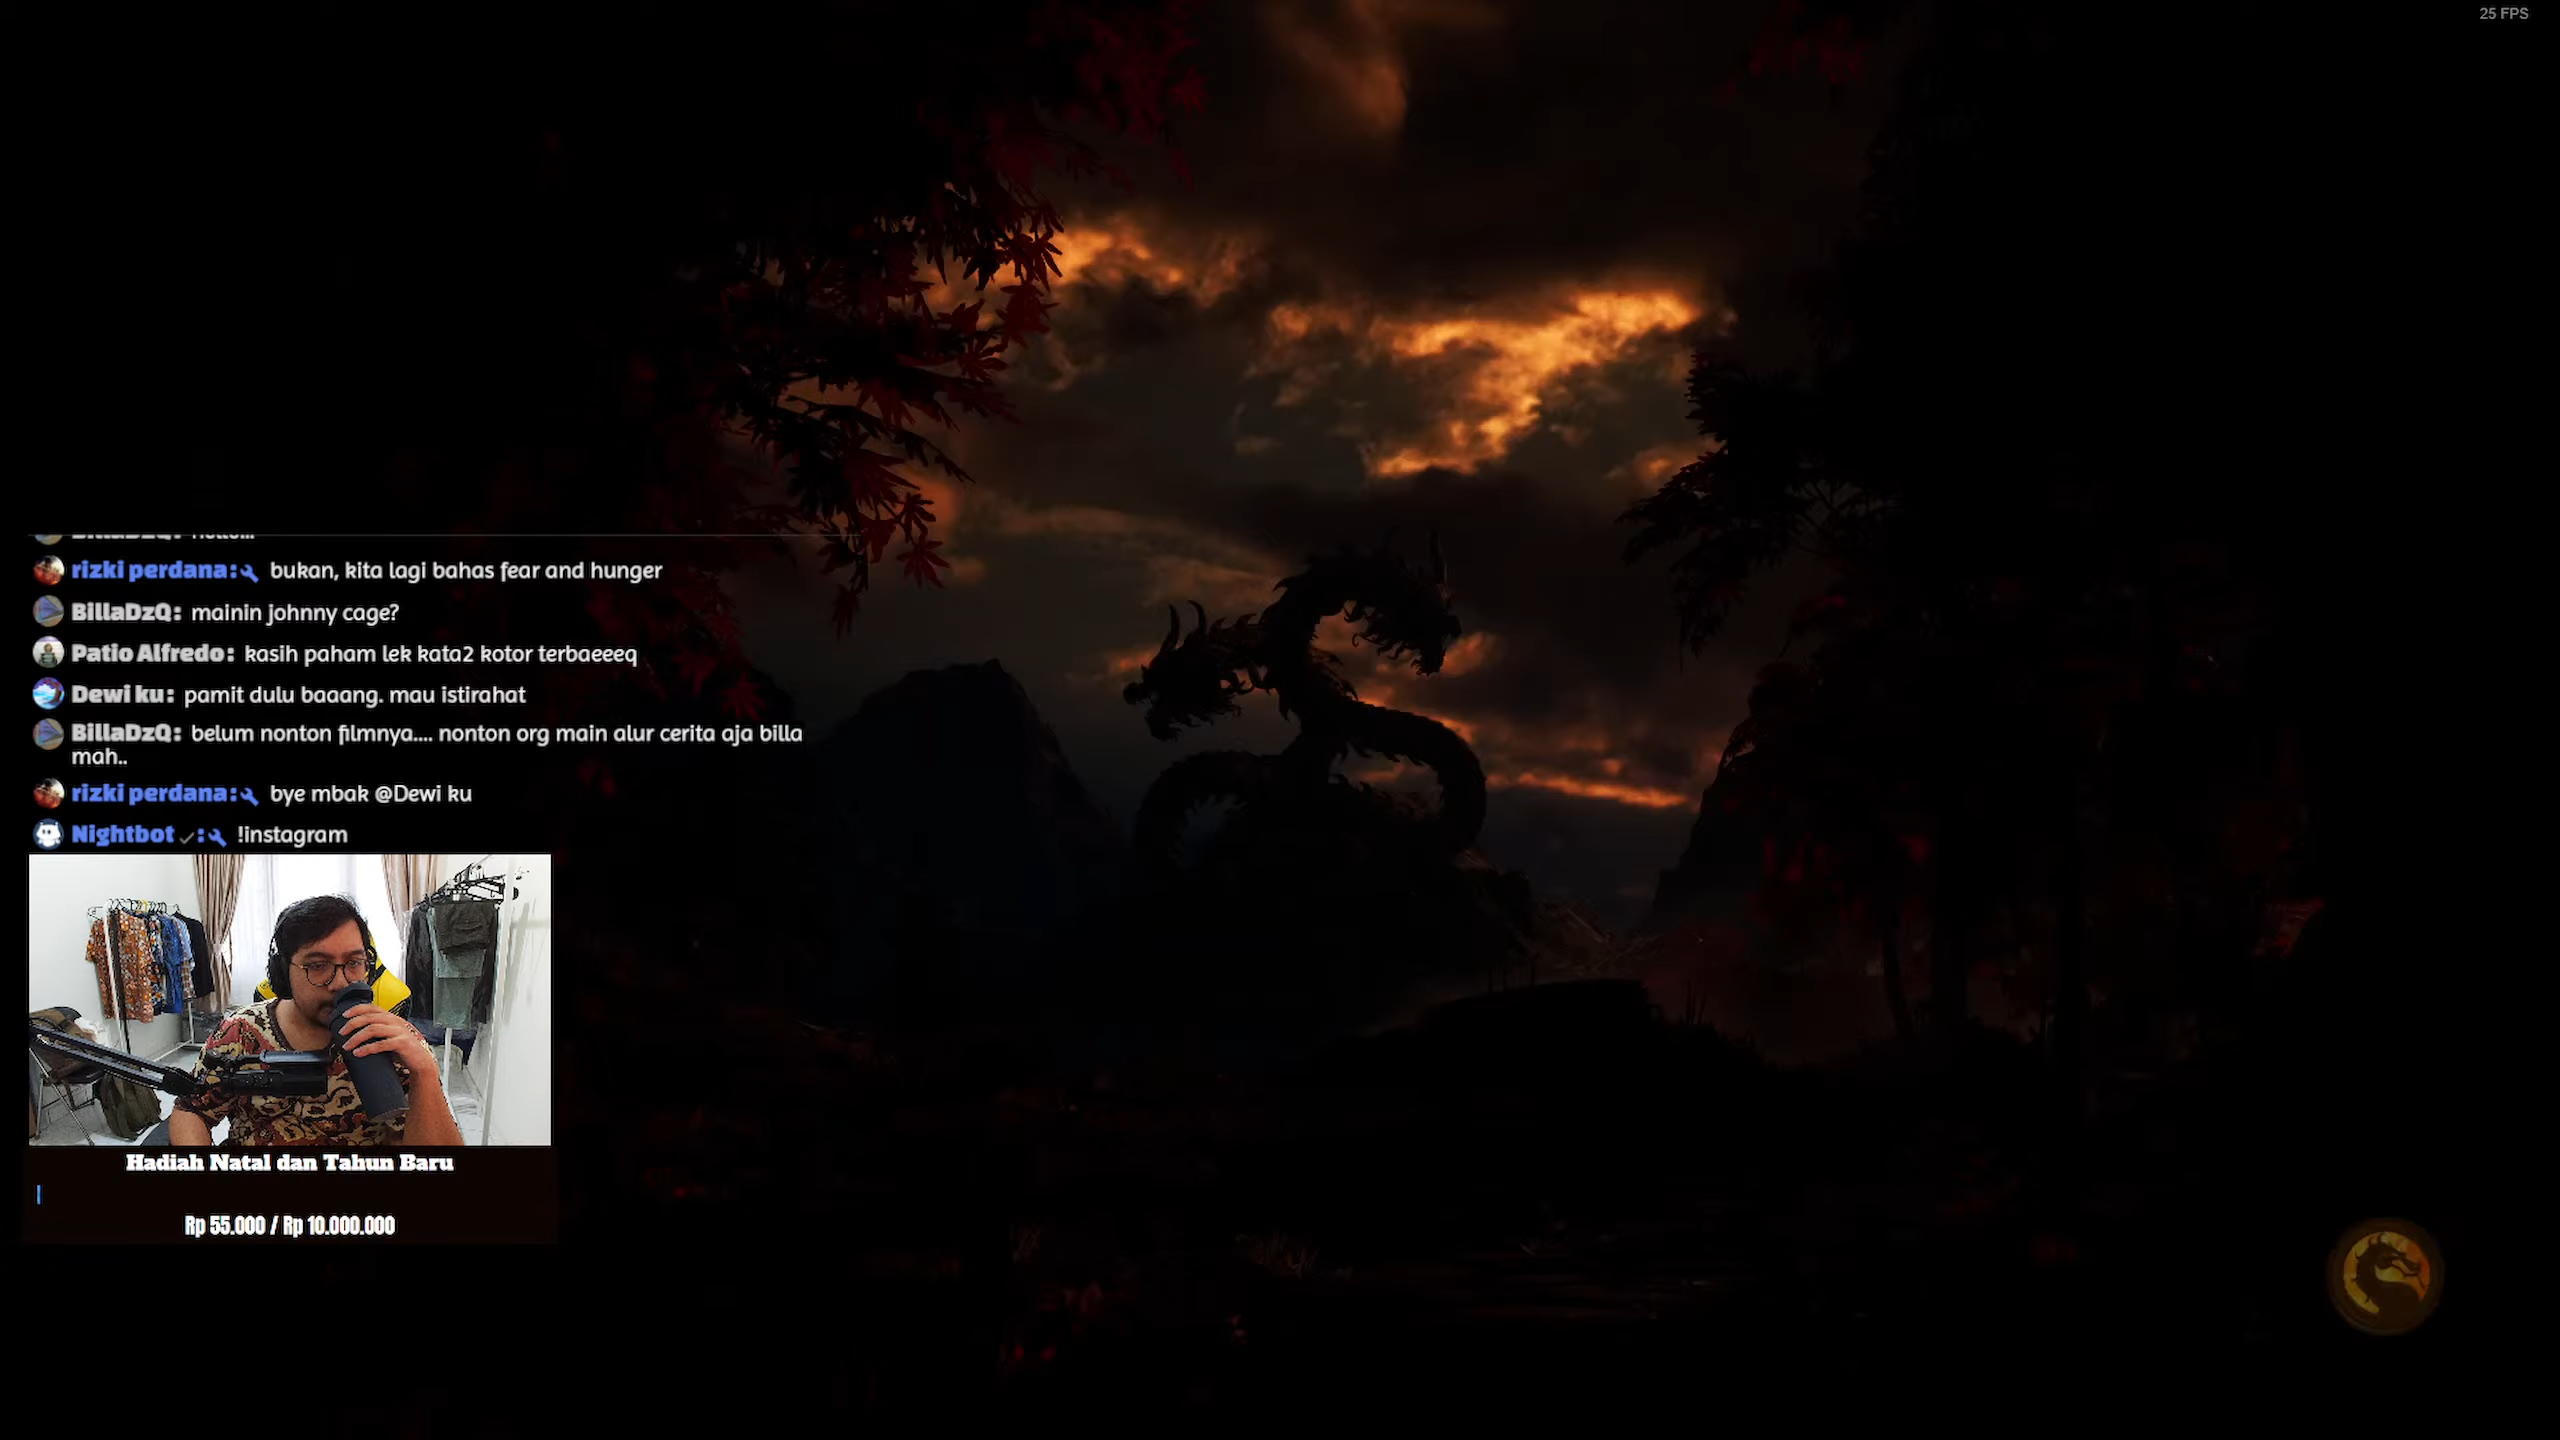 25 FPS
BillaDzQ: Hello...
rizki perdana: bukan, kita lagi bahas fear and hunger
BillaDzQ: mainin johnny cage?
Patio Alfredo: kasih paham lek kata2 kotor terbaeeeq
Dewi ku: pamit dulu baaang. mau istirahat
BillaDzQ: belum nonton filmnya.... nonton org main alur cerita aja billa
mah..
rizki perdana: bye mbak @Dewi ku
Nightbot: !instagram
Hadiah Natal dan Tahun Baru
Rp 55.000 / Rp 10.000.000